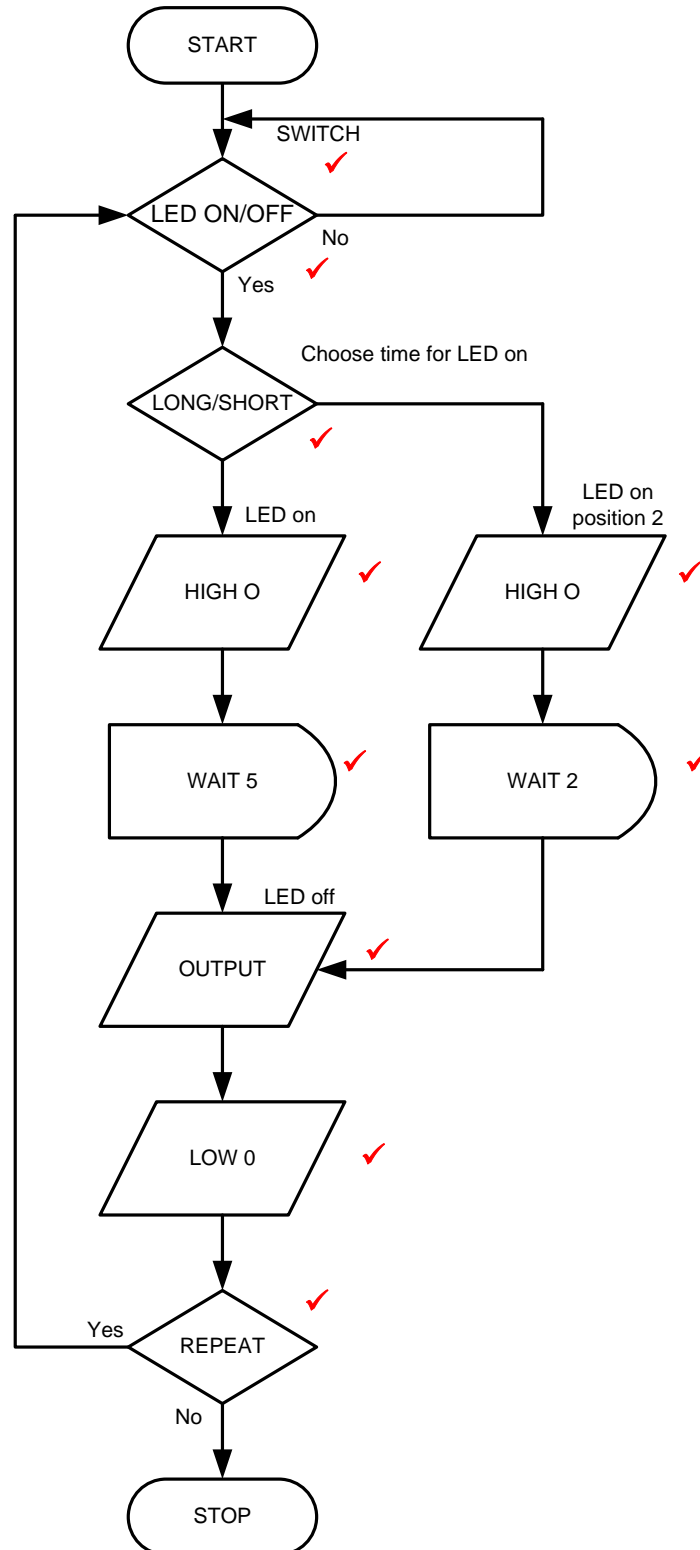 START
SWITCH
LED ON/OFF
No
Yes
Choose time for LED on
LONG/SHORT
LED on
LED on
position 2
HIGH O
HIGH O
WAIT 5
WAIT 2
LED off
OUTPUT
LOW 0
REPEAT
Yes
No
STOP